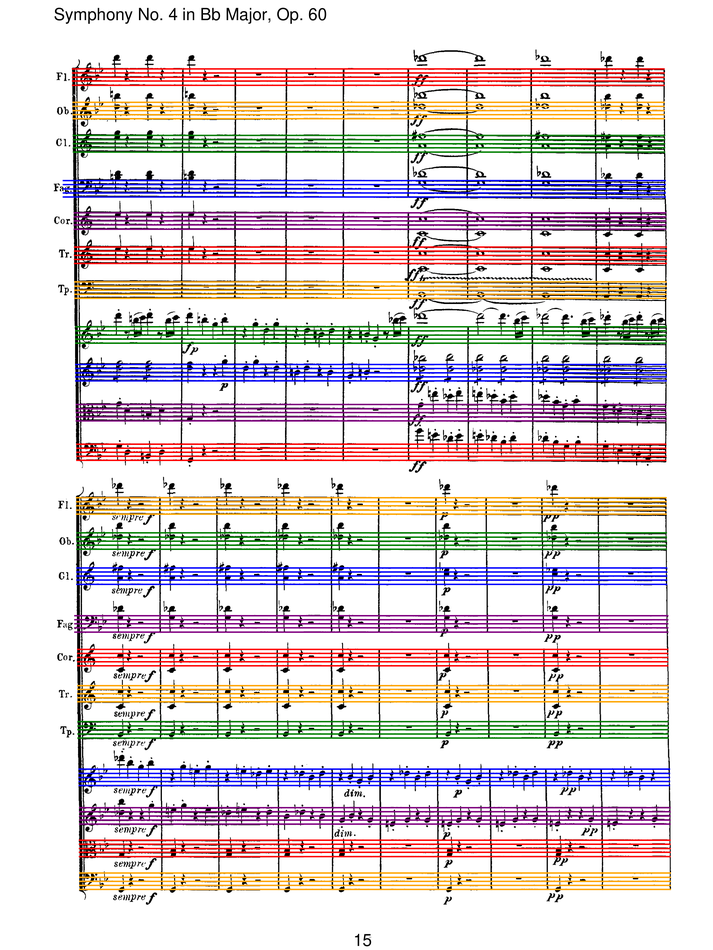 Symphony No. 4 in Bb Major, Op. 60
Fl.
ff
Ob.
ff
Cl.
ff
Fag.
ff
Cor.
ff
Tr.
ff
Tp.
ff
fp
ff
p
ff
ff
ff
Fl.
sempre f p pp
Ob.
sempre f p pp
Cl.
sempre f p pp
Fag
sempre f p pp
Cor.
sempre f p pp
Tr.
sempre f p pp
Tp.
sempre f p pp
sempre f dim. p pp
sempre f dim. p pp
sempre f p pp
sempre f p pp
15